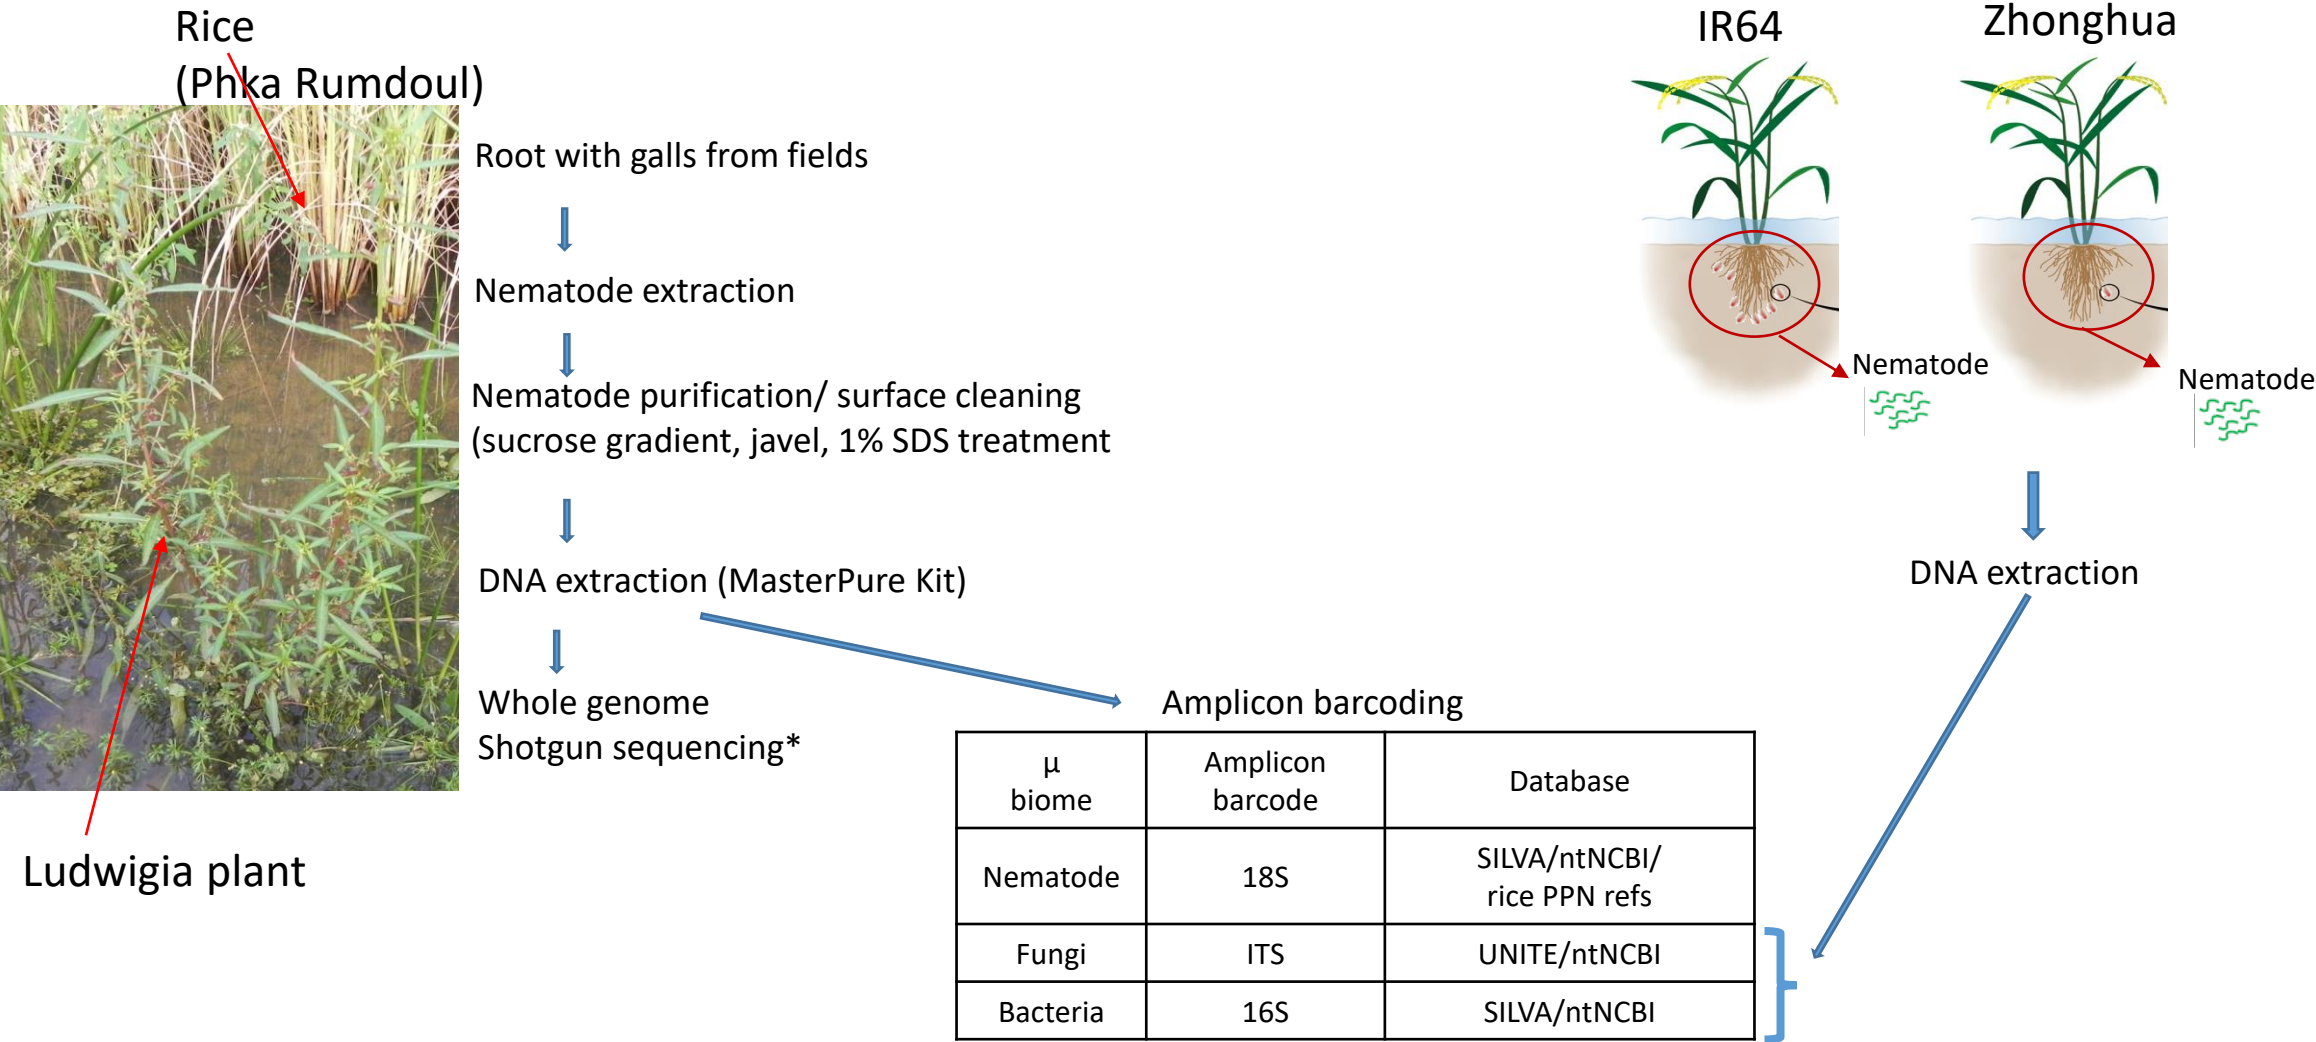 Rice
(Phka Rumdoul)
Root with galls from fields
Nematode extraction
Nematode purification/ surface cleaning
(sucrose gradient, javel, 1% SDS treatment
DNA extraction (MasterPure Kit)
Whole genome
Shotgun sequencing*
Ludwigia plant
IR64
Zhonghua
Nematode
Nematode
DNA extraction
Amplicon barcoding
μ
biome
Amplicon
barcode
Database
Nematode
18S
SILVA/ntNCBI/
rice PPN refs
Fungi
ITS
UNITE/ntNCBI
Bacteria
16S
SILVA/ntNCBI